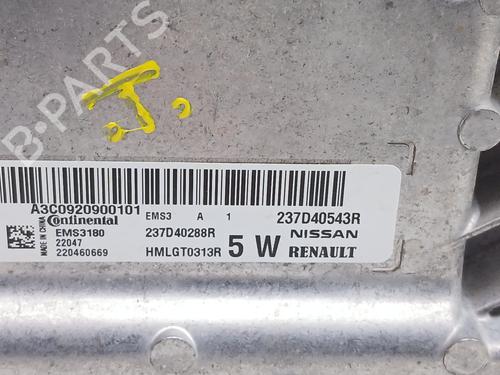 B-PARTS
J.
A3C0920900101
Continental EMS3 A 1 237D40543R
MADE IN CHINA
EMS3180 237D40288R 5 W NISSAN
22047
220460669 HMLGT0313R RENAULT